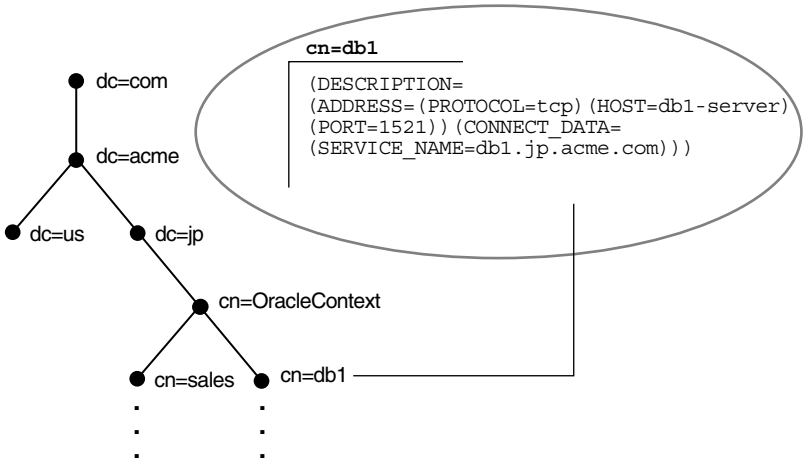 cn=db1
(DESCRIPTION=
(ADDRESS=(PROTOCOL=tcp)(HOST=db1-server)
(PORT=1521))(CONNECT_DATA=
(SERVICE_NAME=db1.jp.acme.com)))
dc=com
dc=acme
dc=us
dc=jp
cn=OracleContext
cn=sales
cn=db1